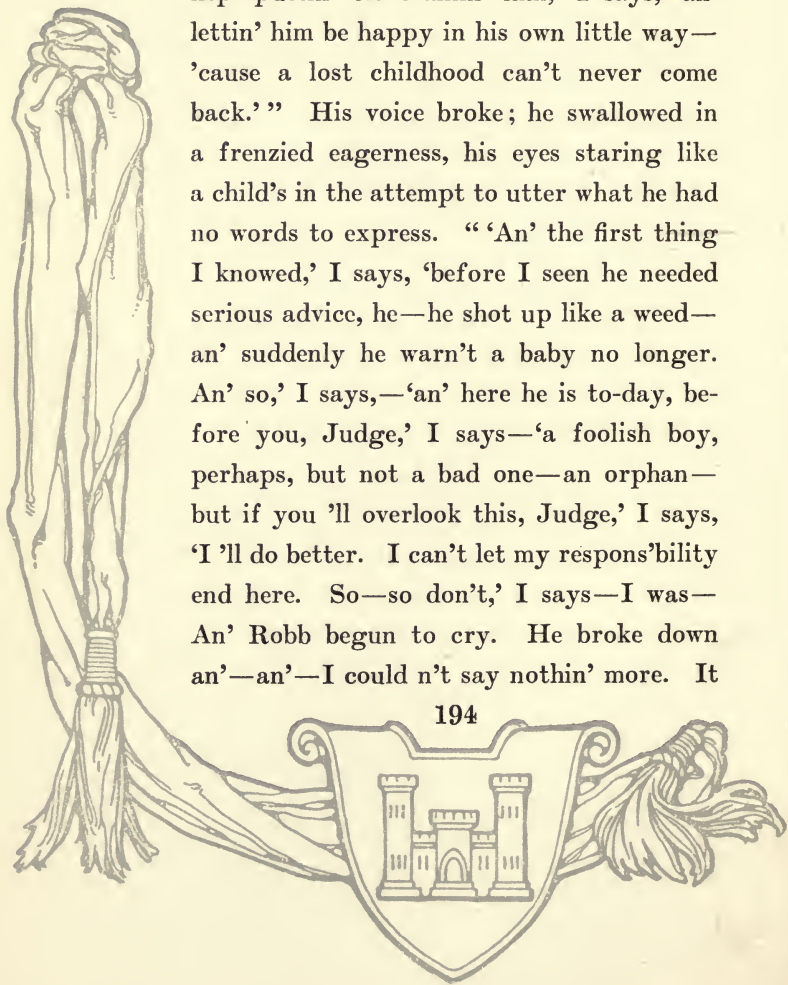 lettin’ him be happy in his own little way—
’cause a lost childhood can’t never come
back.’ ” His voice broke; he swallowed in
a frenzied eagerness, his eyes staring like
a child’s in the attempt to utter what he had
no words to express. “ ‘An’ the first thing
I knowed,’ I says, ‘before I seen he needed
serious advice, he—he shot up like a weed—
an’ suddenly he warn’t a baby no longer.
An’ so,’ I says,—‘an’ here he is to-day, be-
fore you, Judge,’ I says—‘a foolish boy,
perhaps, but not a bad one—an orphan—
but if you ’ll overlook this, Judge,’ I says,
‘I ’ll do better. I can’t let my respons’bility
end here. So—so don’t,’ I says—I was—
An’ Robb begun to cry. He broke down
an’—an’—I could n’t say nothin’ more. It
194